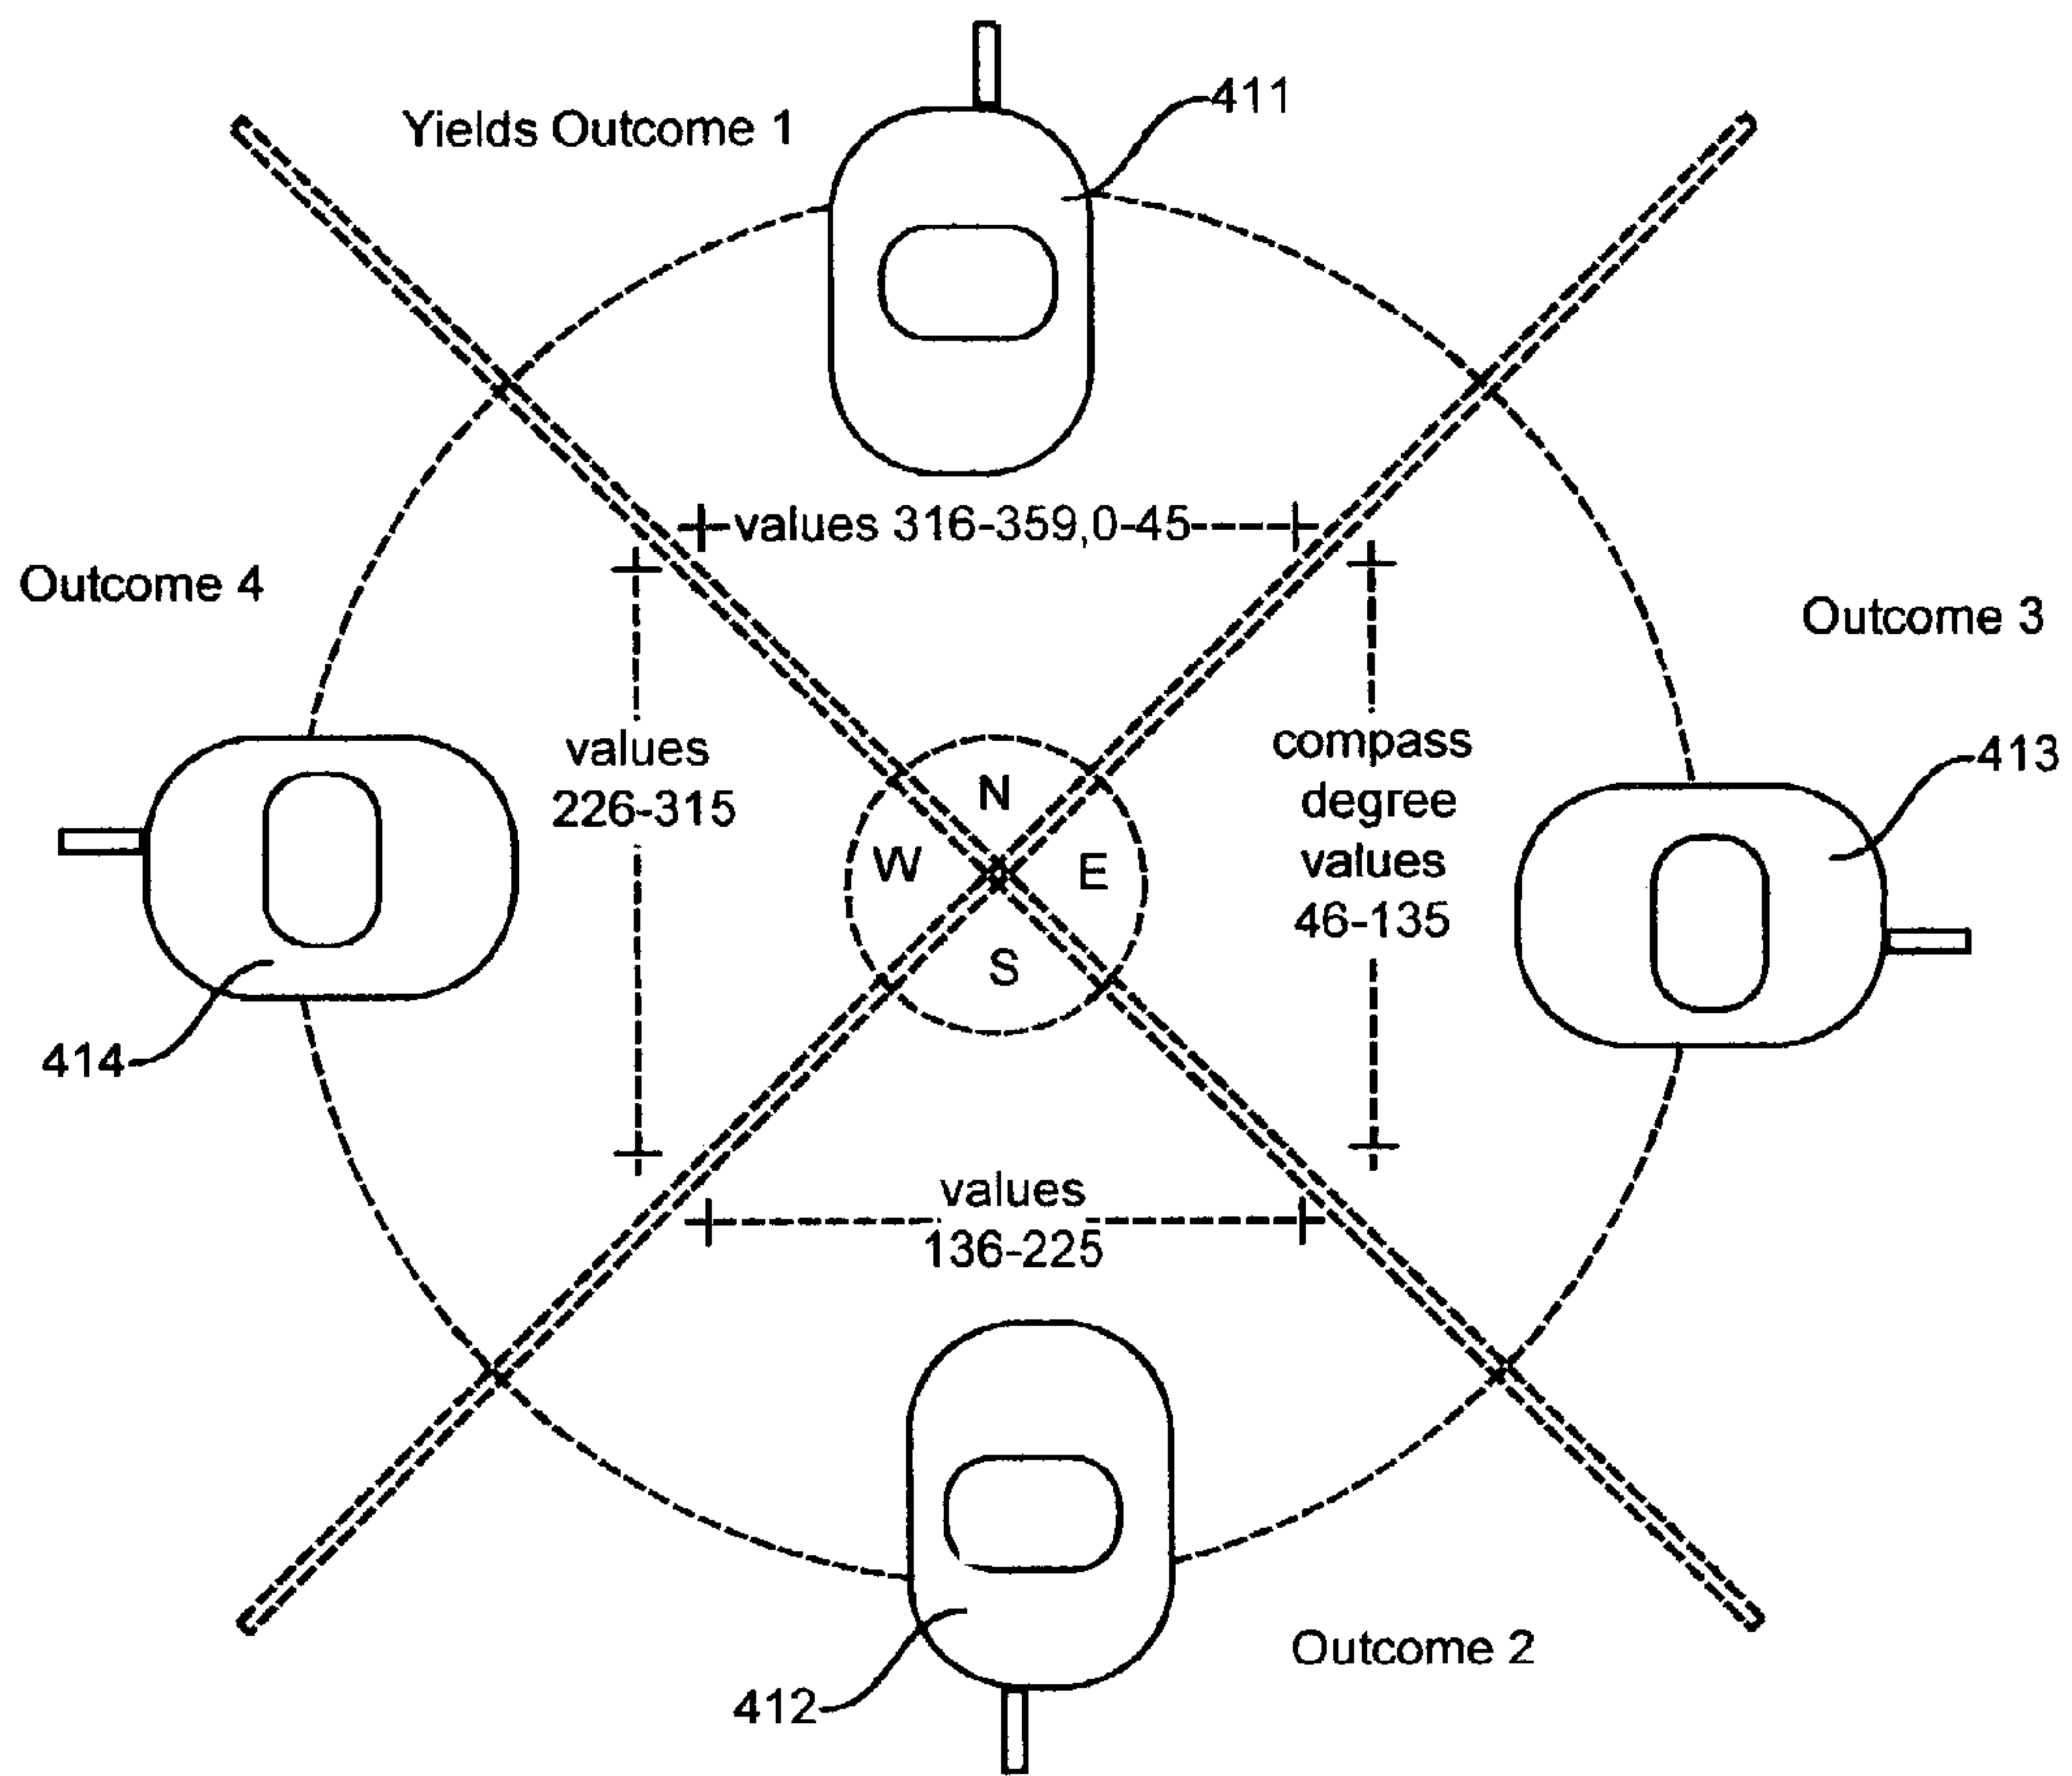 411
Yields Outcome 1
values 316-359,0-45
Outcome 4
Outcome 3
values
226-315
compass
degree
values
46-135
413
N
W
E
S
414
values
136-225
Outcome 2
412